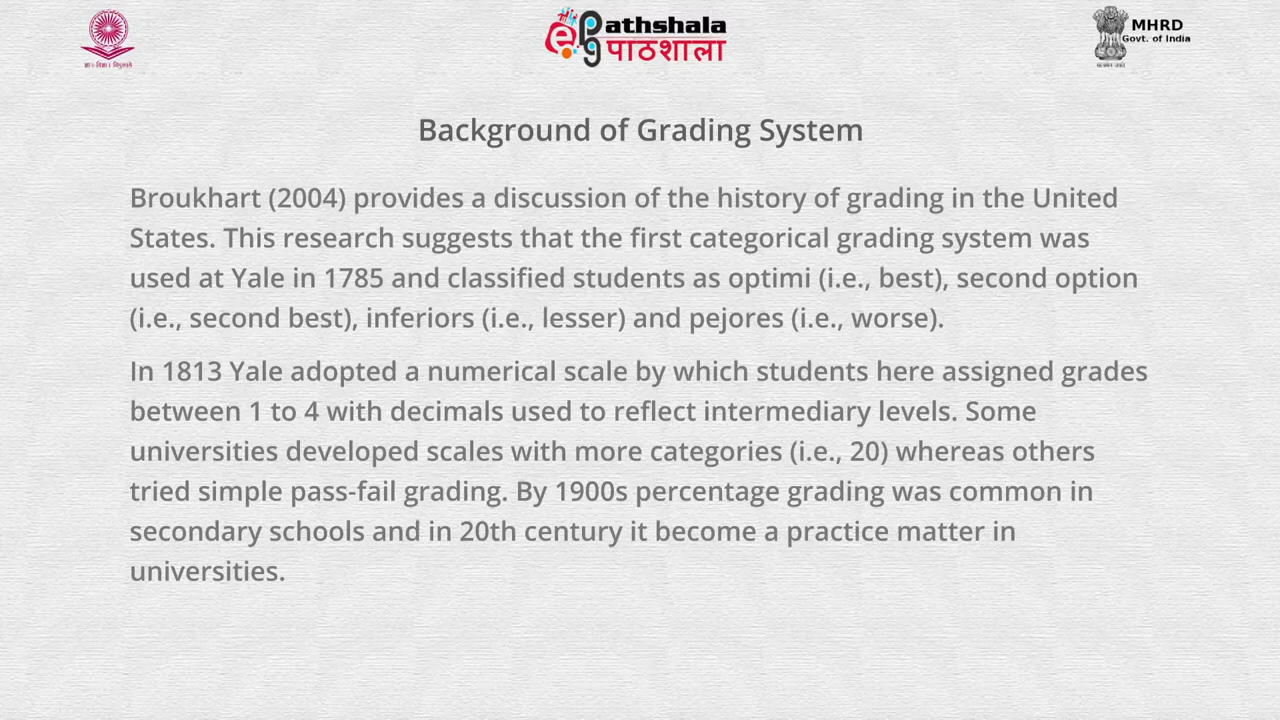 ePathshala
पाठशाला
MHRD
Govt. of India
Background of Grading System
Broukhart (2004) provides a discussion of the history of grading in the United
States. This research suggests that the first categorical grading system was
used at Yale in 1785 and classified students as optimi (i.e., best), second option
(i.e., second best), inferiors (i.e., lesser) and pejores (i.e., worse).
In 1813 Yale adopted a numerical scale by which students here assigned grades
between 1 to 4 with decimals used to reflect intermediary levels. Some
universities developed scales with more categories (i.e., 20) whereas others
tried simple pass-fail grading. By 1900s percentage grading was common in
secondary schools and in 20th century it become a practice matter in
universities.